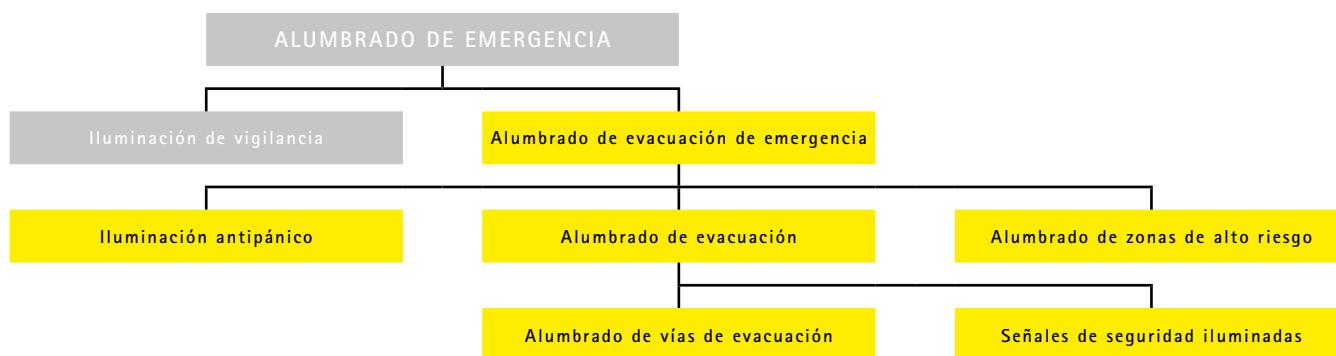 ALUMBRADO DE EMERGENCIA
Iluminación de vigilancia
Alumbrado de evacuación de emergencia
Iluminación antipánico
Alumbrado de evacuación
Alumbrado de zonas de alto riesgo
Alumbrado de vías de evacuación
Señales de seguridad iluminadas